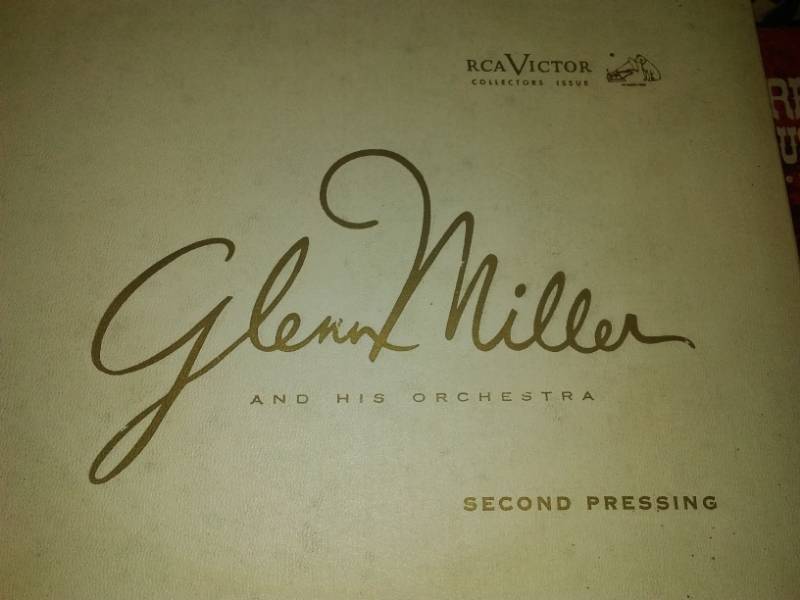 RCA VICTOR
COLLECTORS ISSUE
Glenn Miller
AND HIS ORCHESTRA
SECOND PRESSING